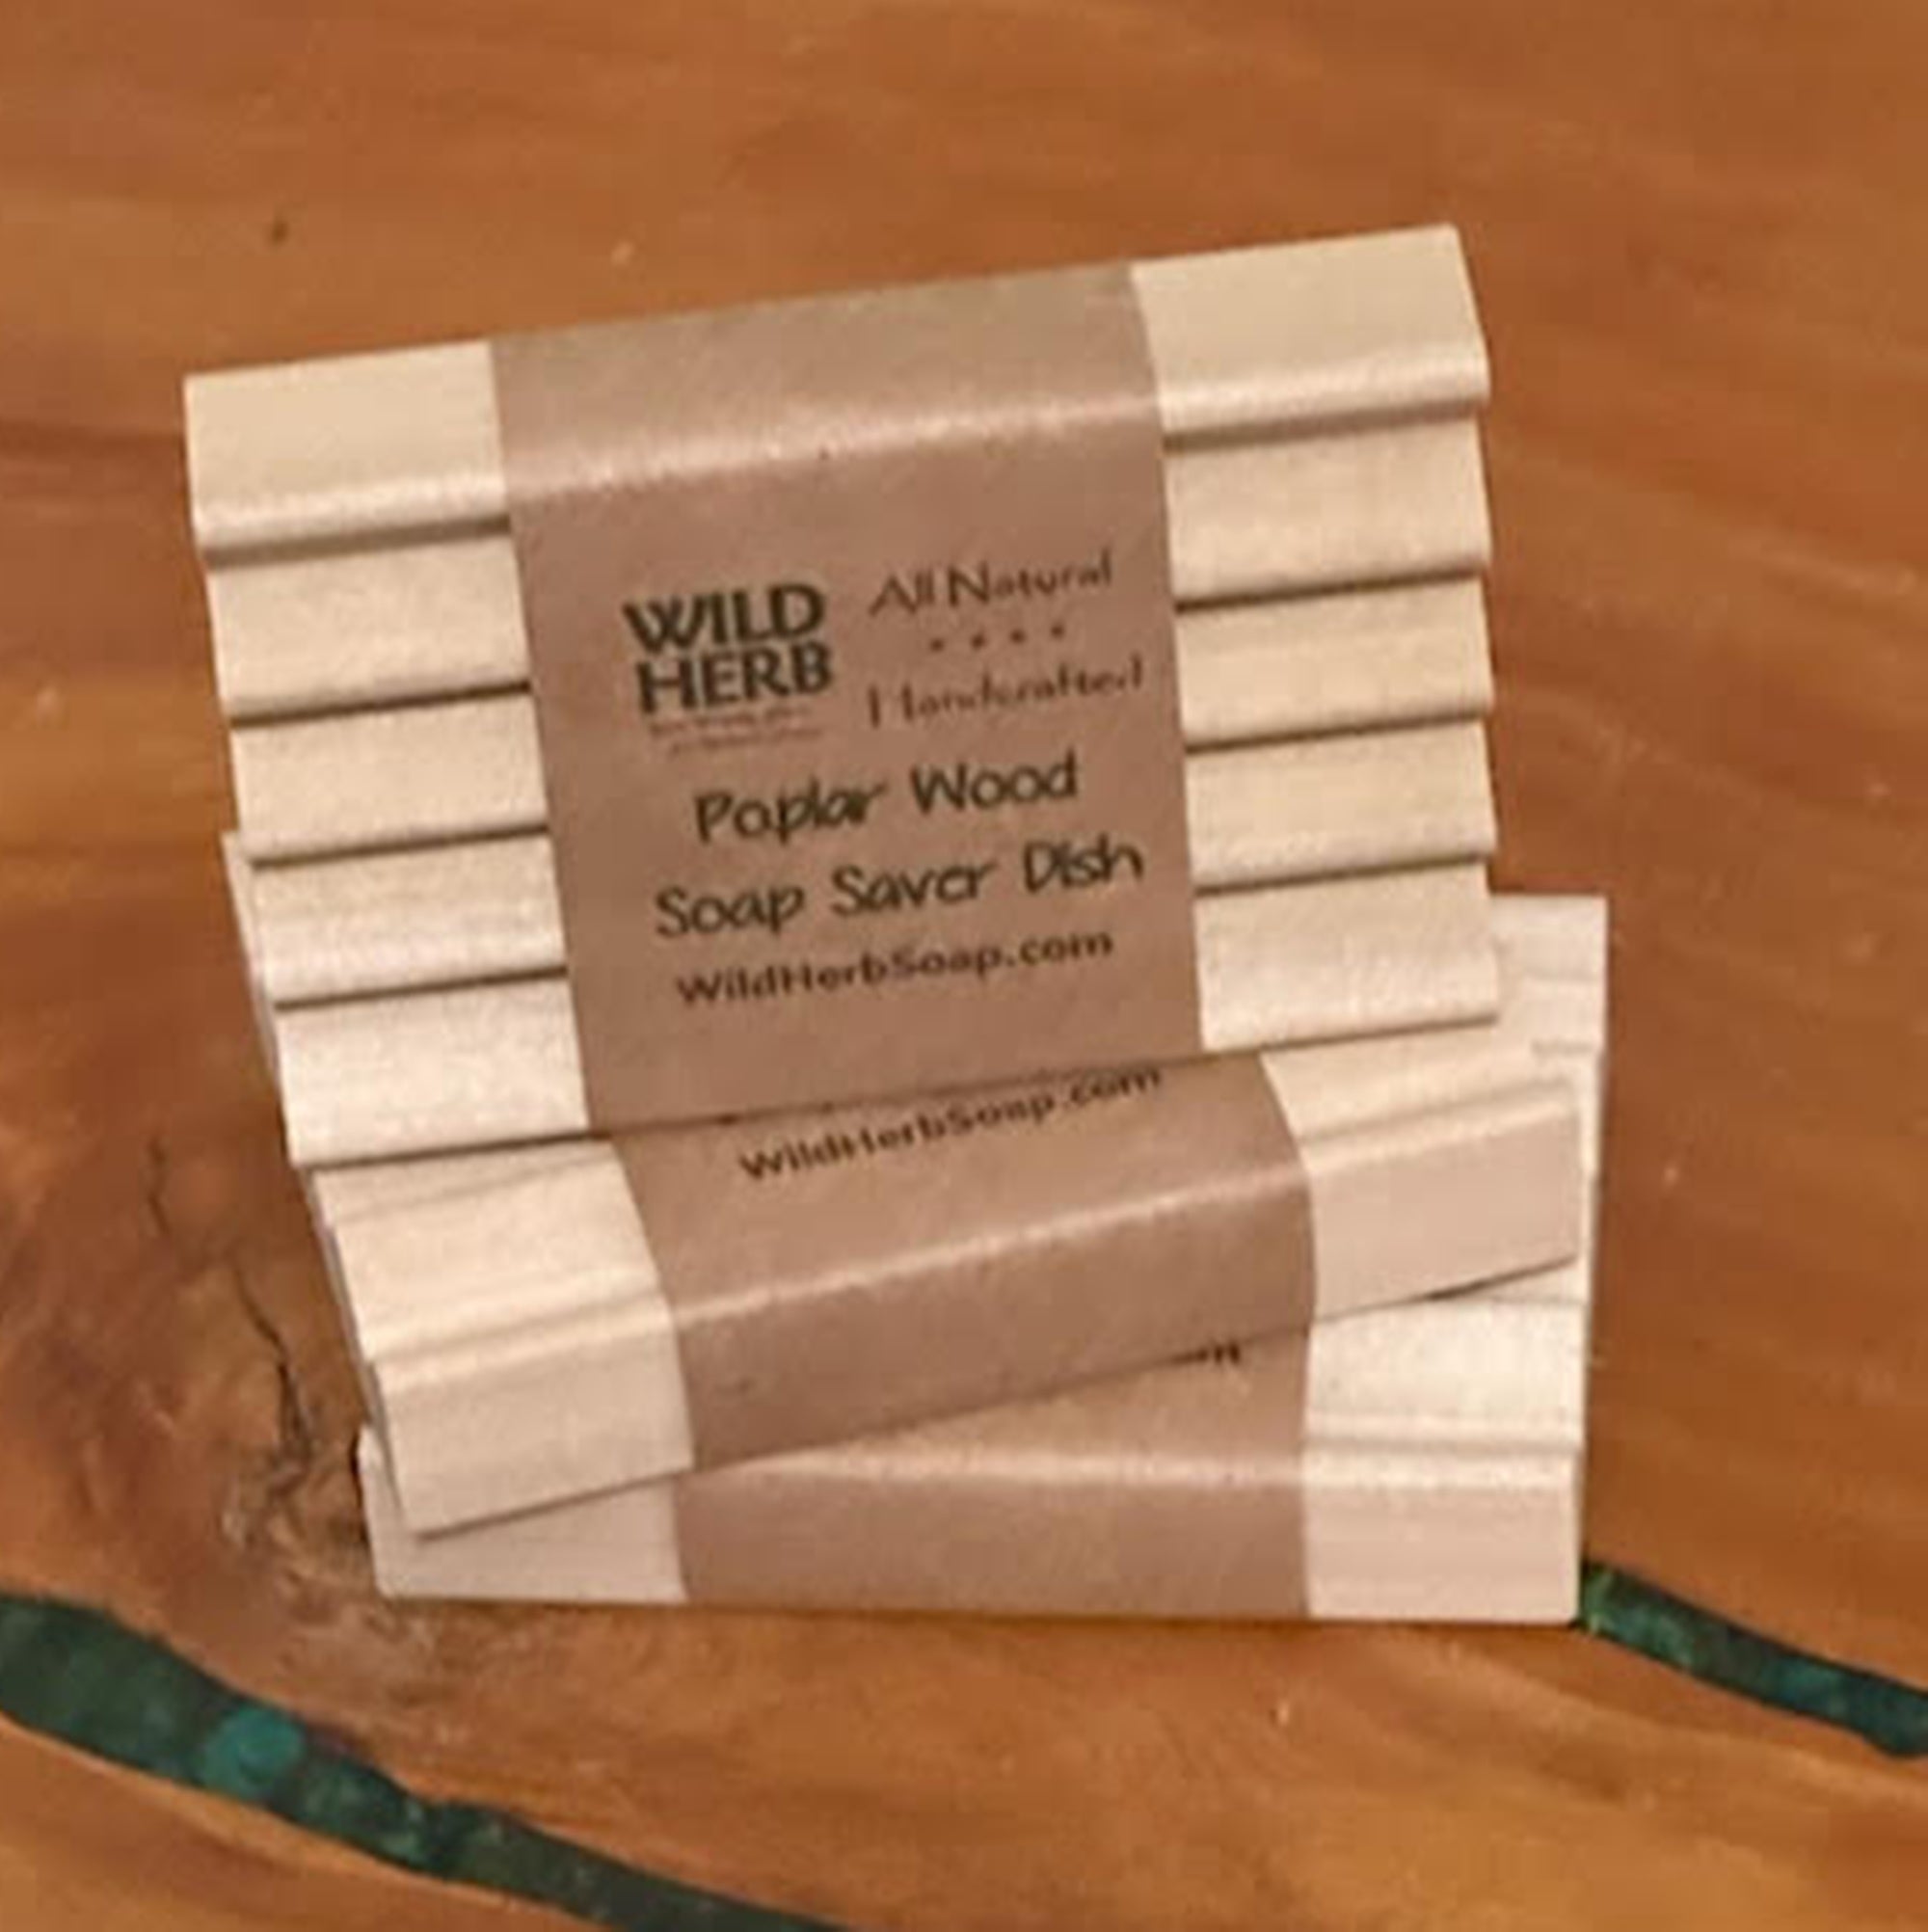 WILD
HERB
All Natural
Handcrafted
Poplar Wood
Soap Saver Dish
WildHerbSoap.com
WildHerbSoap.com